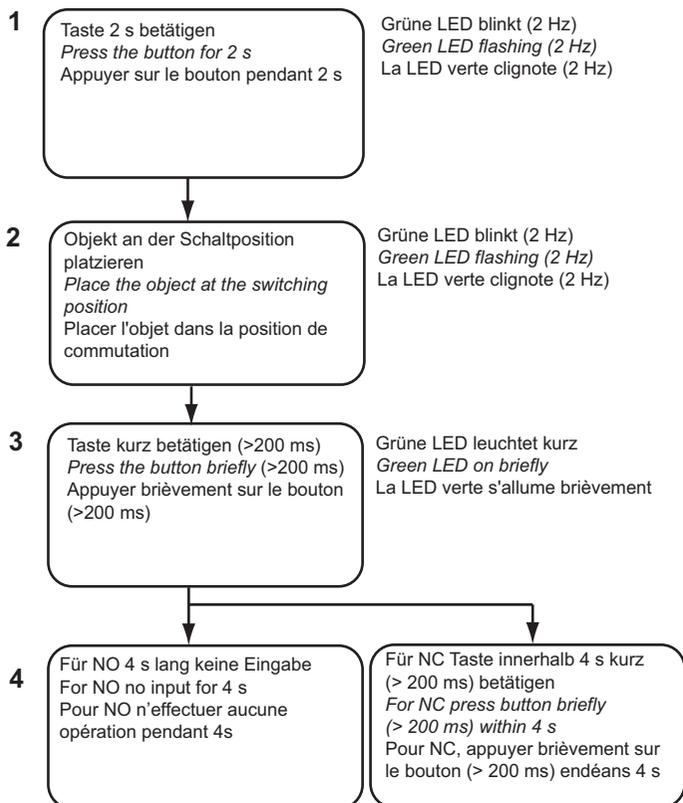 1
Taste 2 s betätigen
Press the button for 2 s
Appuyer sur le bouton pendant 2 s
Grüne LED blinkt (2 Hz)
Green LED flashing (2 Hz)
La LED verte clignote (2 Hz)
2
Objekt an der Schaltposition
platzieren
Place the object at the switching
position
Placer l'objet dans la position de
commutation
Grüne LED blinkt (2 Hz)
Green LED flashing (2 Hz)
La LED verte clignote (2 Hz)
3
Taste kurz betätigen (>200 ms)
Press the button briefly (>200 ms)
Appuyer brièvement sur le bouton
(>200 ms)
Grüne LED leuchtet kurz
Green LED on briefly
La LED verte s'allume brièvement
4
Für NO 4 s lang keine Eingabe
For NO no input for 4 s
Pour NO n’effectuer aucune
opération pendant 4s
Für NC Taste innerhalb 4 s kurz
(> 200 ms) betätigen
For NC press button briefly
(> 200 ms) within 4 s
Pour NC, appuyer brièvement sur
le bouton (> 200 ms) endéans 4 s